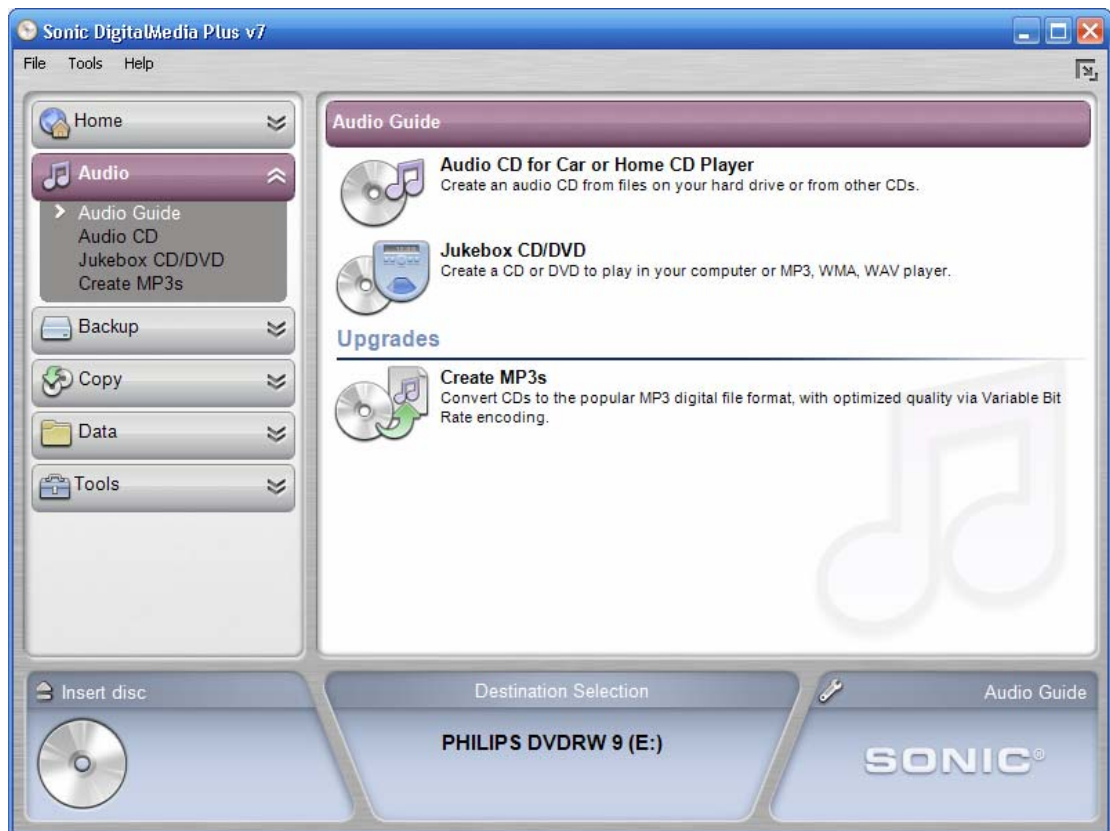 Sonic DigitalMedia Plus v7
File Tools Help
Home
Audio
Audio Guide
Audio CD
Jukebox CD/DVD
Create MP3s
Backup
Copy
Data
Tools
Audio Guide
Audio CD for Car or Home CD Player
Create an audio CD from files on your hard drive or from other CDs.
Jukebox CD/DVD
Create a CD or DVD to play in your computer or MP3, WMA, WAV player.
Upgrades
Create MP3s
Convert CDs to the popular MP3 digital file format, with optimized quality via Variable Bit
Rate encoding.
Insert disc
Destination Selection
PHILIPS DVDRW 9 (E:)
Audio Guide
SONIC®